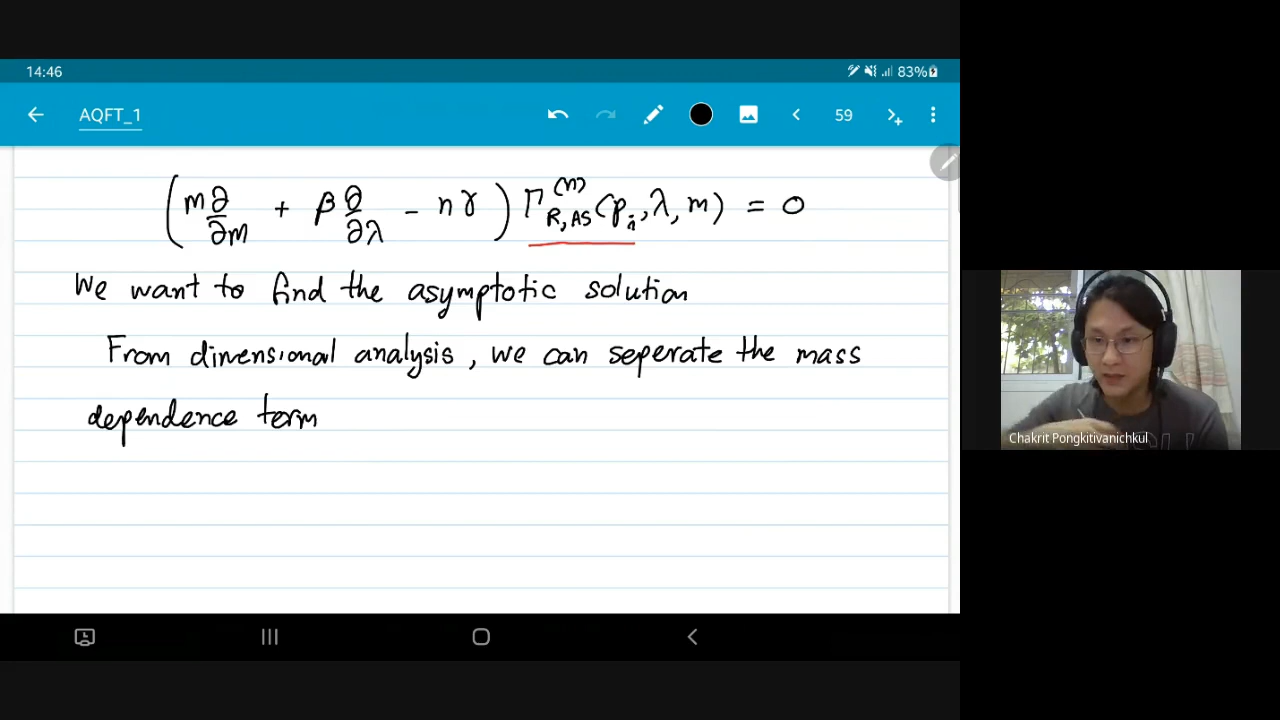 14:46
83%
AQFT_1
59
(m ∂/∂m + β ∂/∂λ - nγ) Γ_{R,AS}^{(n)} (p_i, λ, m) = 0
We want to find the asymptotic solution
From dimensional analysis, we can seperate the mass
dependence term
Chakrit Pongkitivanichkul